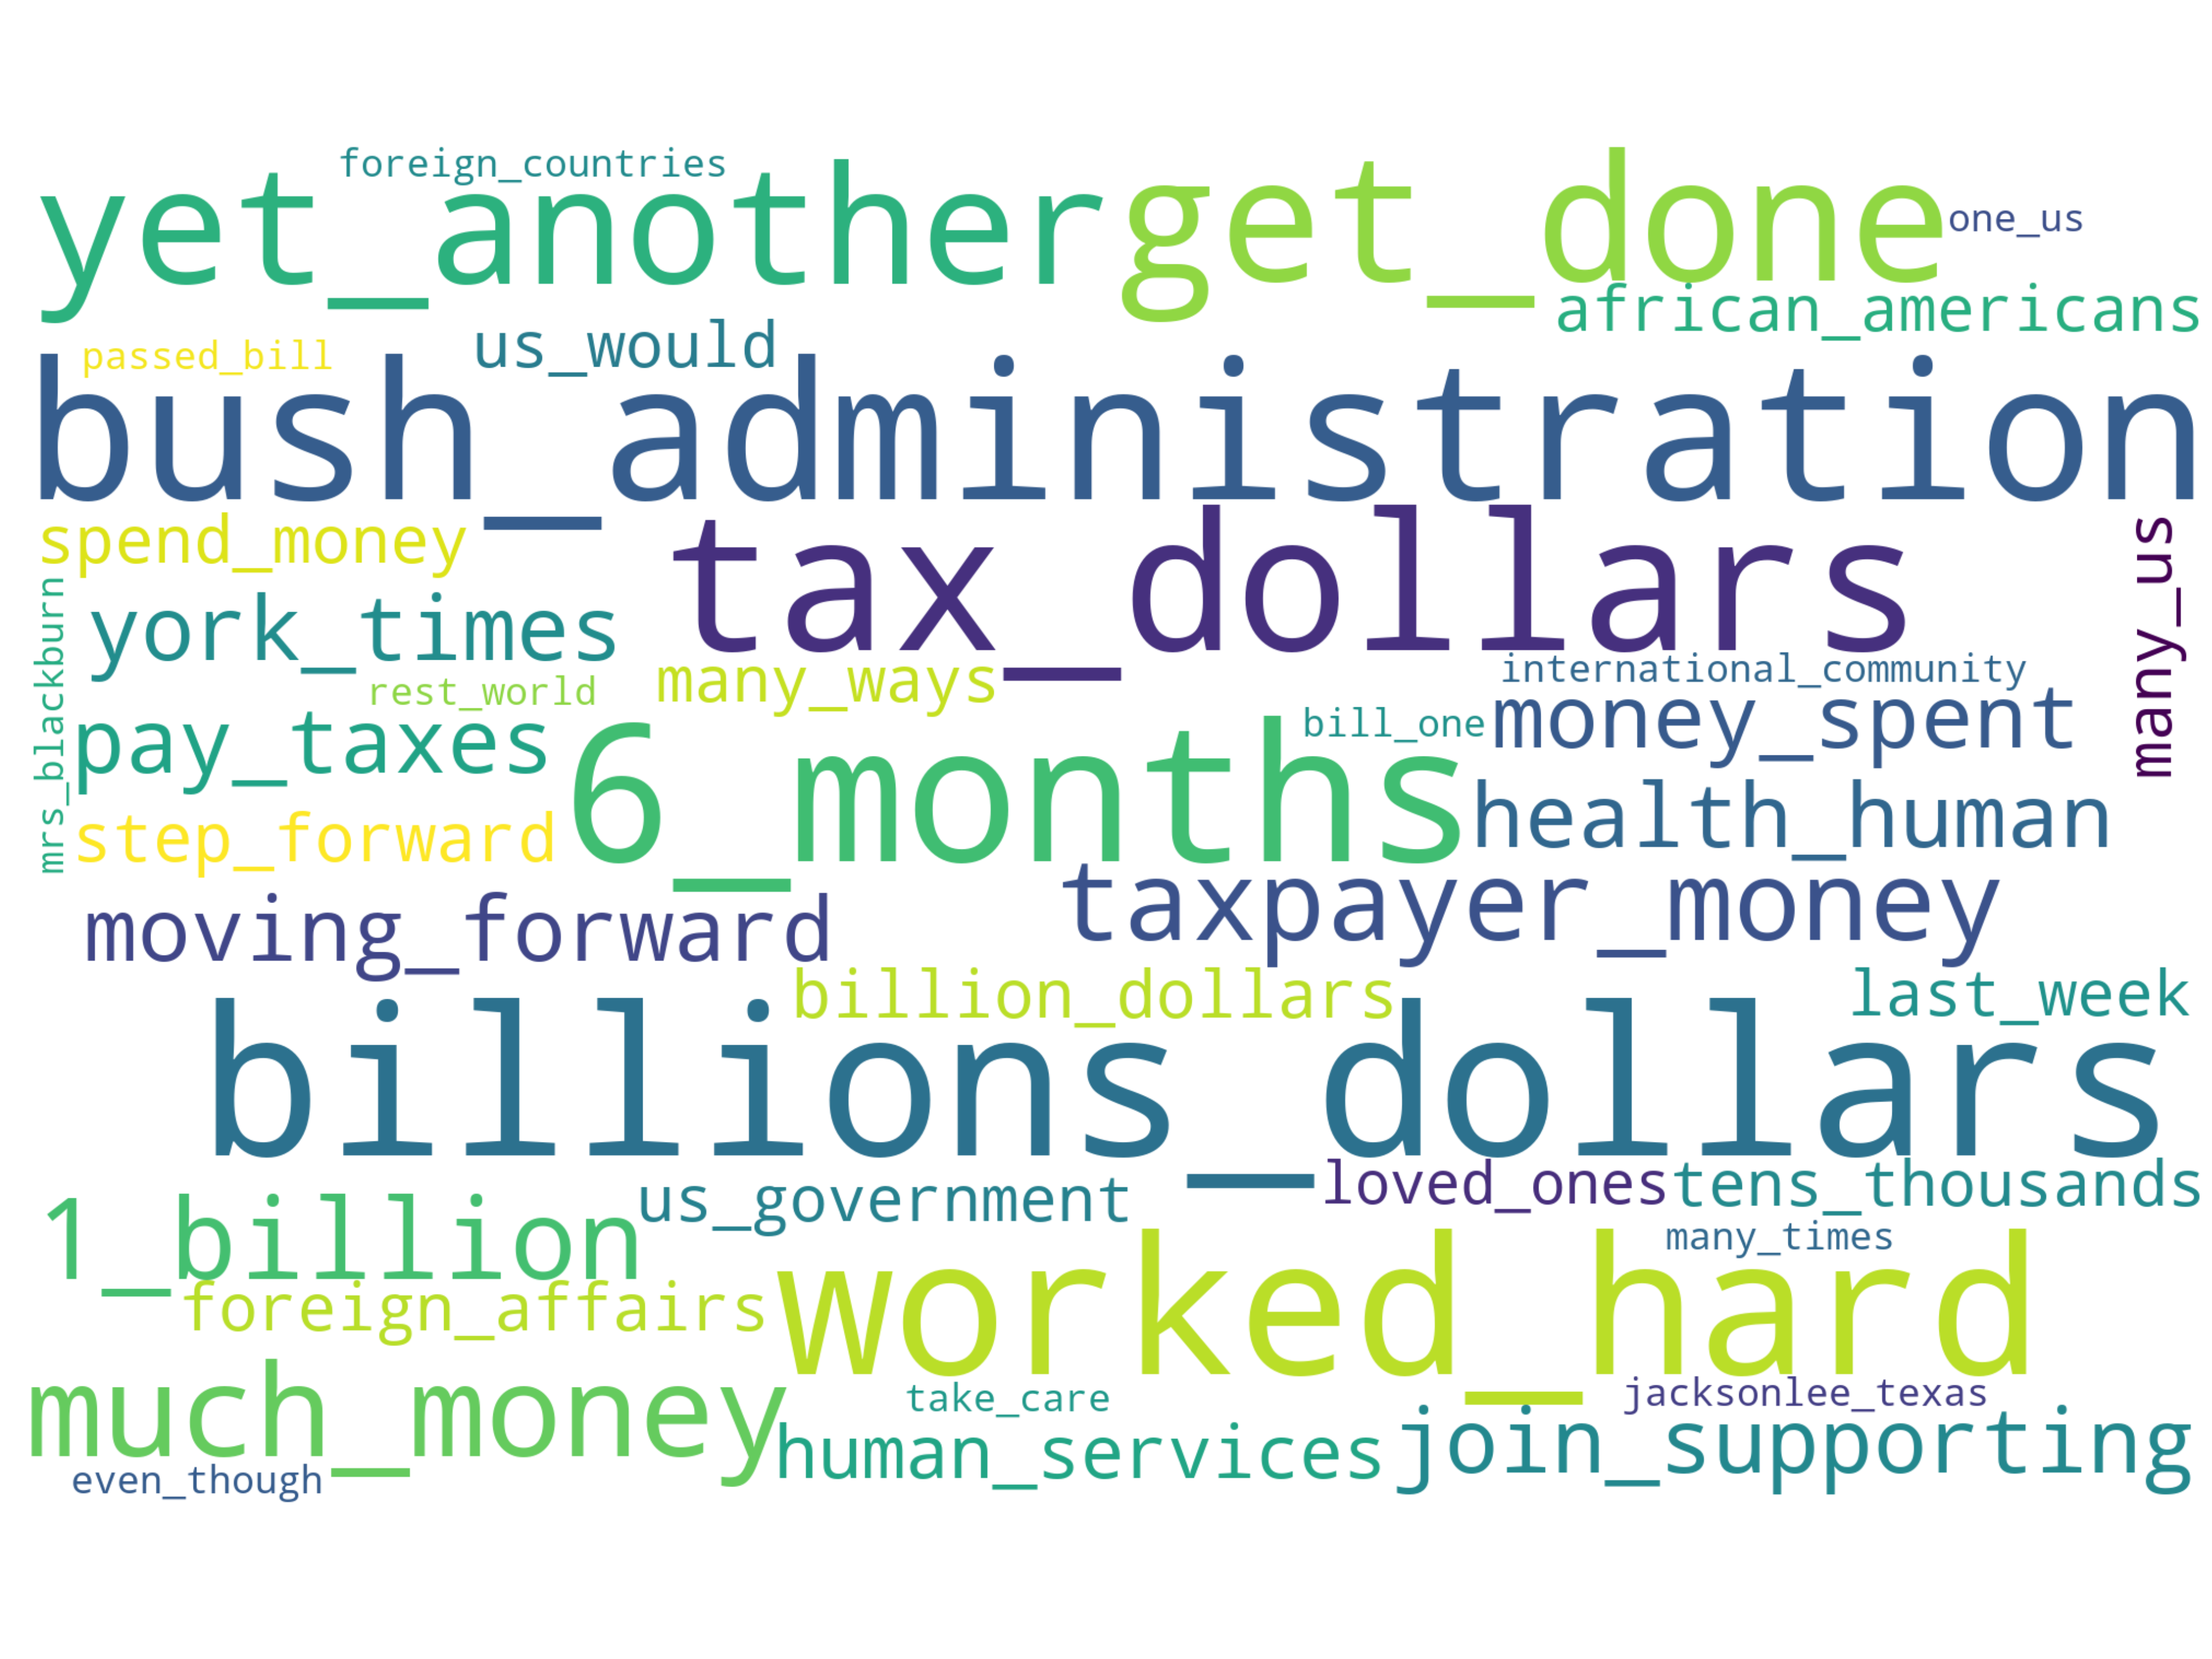 foreign_countries
yet_another
get_done
one_us
african_americans
us_would
passed_bill
bush_administration
spend_money
tax_dollars
many_us
mrs_blackburn
york_times
many_ways
international_community
rest_world
pay_taxes
bill_one
money_spent
6_months
health_human
step_forward
moving_forward
taxpayer_money
billion_dollars
last_week
billions_dollars
loved_ones
tens_thousands
us_government
1_billion
many_times
foreign_affairs
worked_hard
much_money
take_care
jacksonlee_texas
human_services
join_supporting
even_though